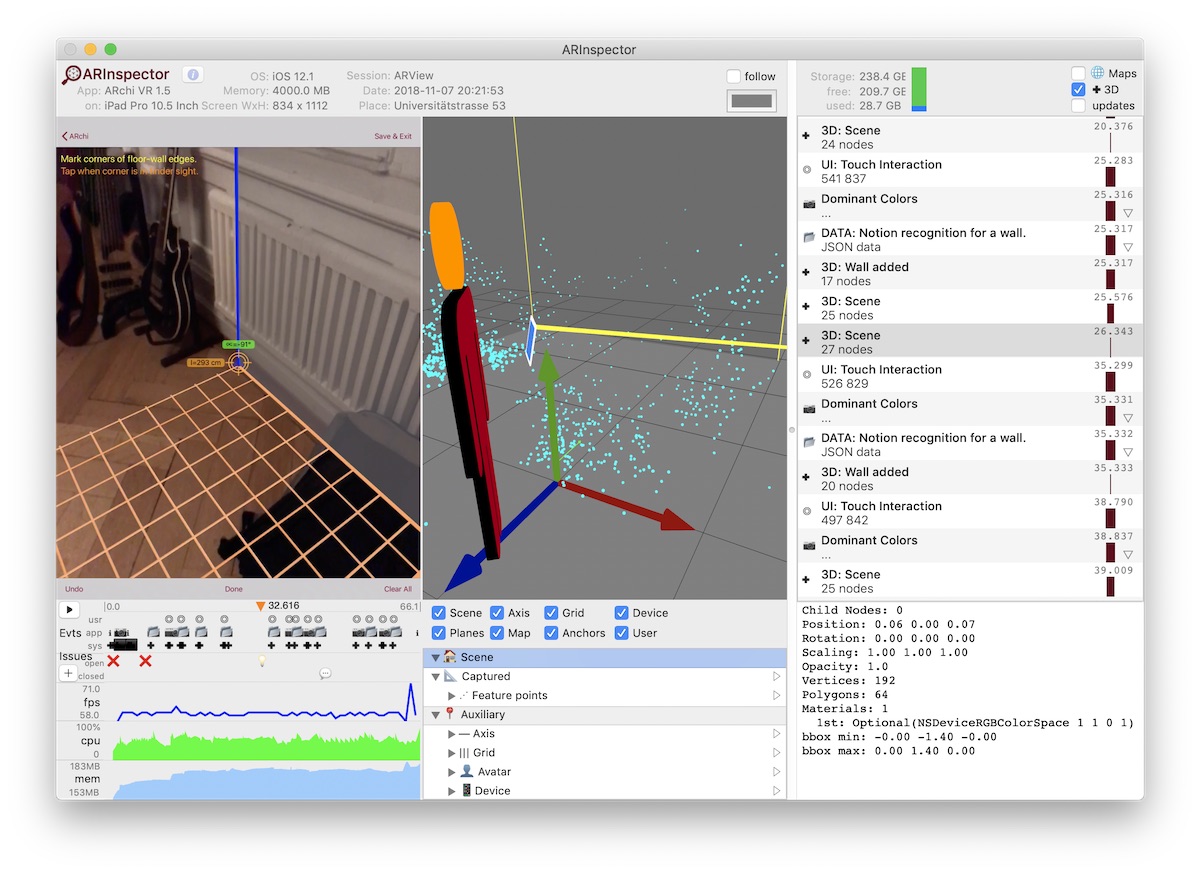 ARInspector
ARInspector
App: ARchi VR 1.5
on: iPad Pro 10.5 Inch
OS: iOS 12.1
Memory: 4000.0 MB
Screen WxH: 834 x 1112
Session: ARView
Date: 2018-11-07 20:21:53
Place: Universitätstrasse 53
follow
Storage: 238.4 GE
free: 209.7 GE
used: 28.7 GB
Maps
3D
updates
ARchi
Save & Exit
Mark corners of floor-wall edges.
Tap when corner is under sight.
l=293 cm
Undo
Done
Clear All
0.0
32.616
66.1
usr
Evts app
sys
Issues
open
closed
71.0
fps
58.0
100%
cpu
0
183MB
mem
153MB
Scene
Axis
Grid
Device
Planes
Map
Anchors
User
Scene
Captured
Feature points
Auxiliary
Axis
Grid
Avatar
Device
3D: Scene
24 nodes
20.376
UI: Touch Interaction
541 837
25.283
Dominant Colors
...
25.316
DATA: Notion recognition for a wall.
JSON data
25.317
3D: Wall added
17 nodes
25.317
3D: Scene
25 nodes
25.576
3D: Scene
27 nodes
26.343
UI: Touch Interaction
526 829
35.299
Dominant Colors
...
35.331
DATA: Notion recognition for a wall.
JSON data
35.332
3D: Wall added
20 nodes
35.333
UI: Touch Interaction
497 842
38.790
Dominant Colors
...
38.837
3D: Scene
25 nodes
39.009
Child Nodes: 0
Position: 0.06 0.00 0.07
Rotation: 0.00 0.00 0.00
Scaling: 1.00 1.00 1.00
Opacity: 1.0
Vertices: 192
Polygons: 64
Materials: 1
1st: Optional(NSDeviceRGBColorSpace 1 1 0 1)
bbox min: -0.00 -1.40 -0.00
bbox max: 0.00 1.40 0.00